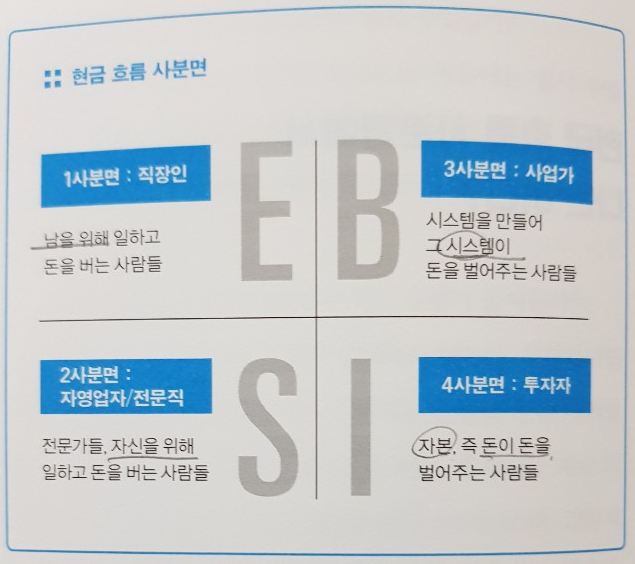 현금 흐름 사분면
1사분면 : 직장인
남을 위해 일하고
돈을 버는 사람들
E
B
3사분면 : 사업가
시스템을 만들어
그 시스템이
돈을 벌어주는 사람들
2사분면 :
자영업자/전문직
전문가들, 자신을 위해
일하고 돈을 버는 사람들
S
I
4사분면 : 투자자
자본, 즉 돈이 돈을
벌어주는 사람들